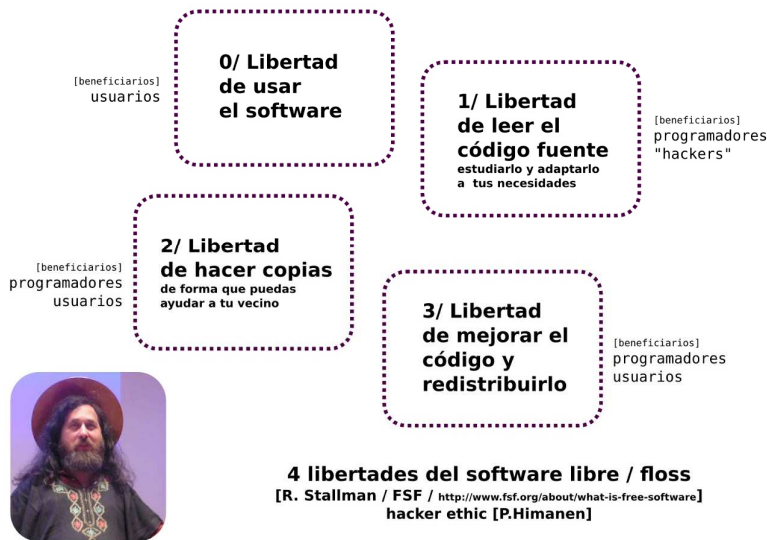 0/ Libertad
de usar
el software
[beneficiarios]
usuarios
1/ Libertad
de leer el
código fuente
estudiarlo y adaptarlo
a tus necesidades
[beneficiarios]
programadores
"hackers"
2/ Libertad
de hacer copias
de forma que puedas
ayudar a tu vecino
[beneficiarios]
programadores
usuarios
3/ Libertad
de mejorar el
código y
redistribuirlo
[beneficiarios]
programadores
usuarios
4 libertades del software libre / floss
[R. Stallman / FSF / http://www.fsf.org/about/what-is-free-software]
hacker ethic [P.Himanen]